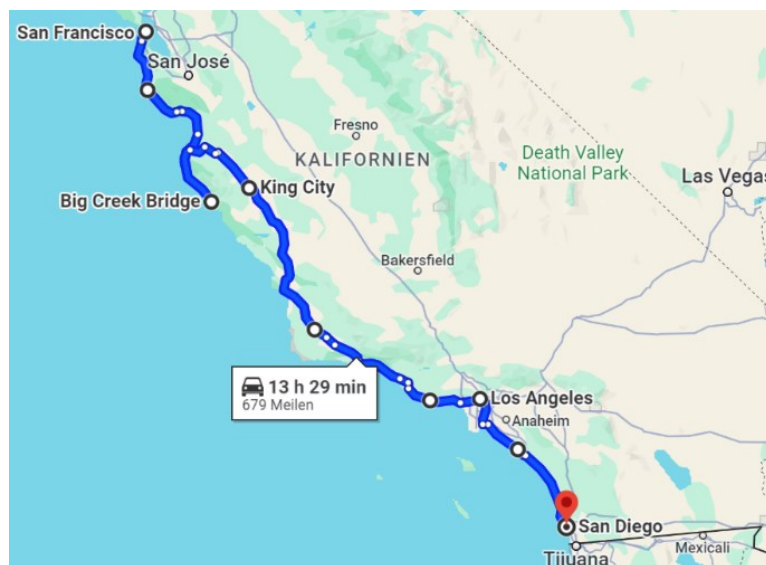 San Francisco
San José
Fresno
KALIFORNIEN
Death Valley
National Park
Las Vegas
King City
Big Creek Bridge
Bakersfield
13 h 29 min
679 Meilen
Los Angeles
Anaheim
San Diego
Mexicali
Tijuana